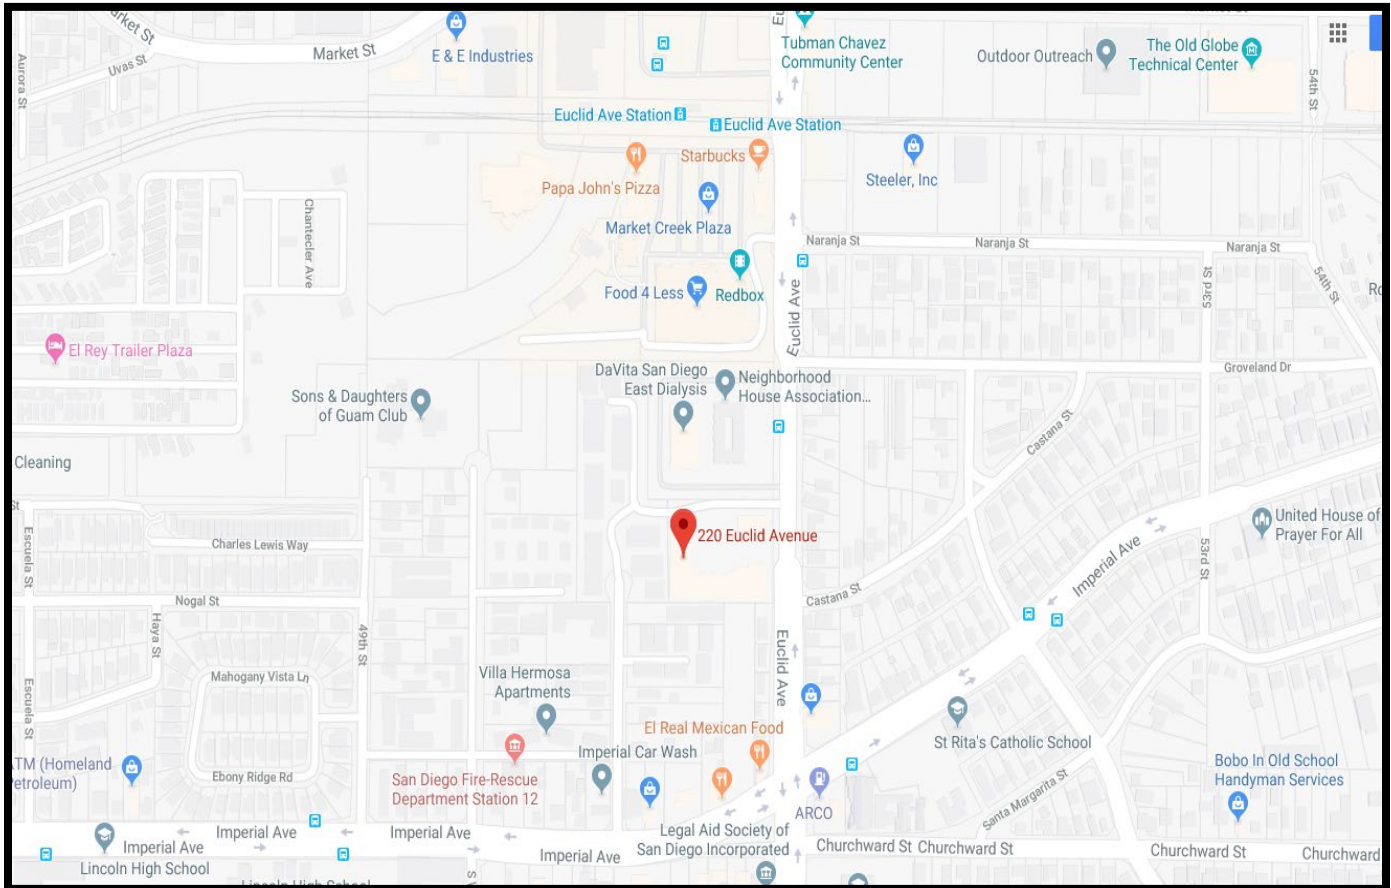 Market St
Market St
Uvas St
Aurora St
E & E Industries
Tubman Chavez
Community Center
Outdoor Outreach
The Old Globe
Technical Center
54th St
Euclid Ave Station
Euclid Ave Station
Papa John's Pizza
Starbucks
Steeler, Inc
Market Creek Plaza
Chantecler Ave
Naranja St
Naranja St
Naranja St
54th St
53rd St
Food 4 Less
Redbox
Euclid Ave
El Rey Trailer Plaza
Groveland Dr
DaVita San Diego
East Dialysis
Neighborhood
House Association...
Sons & Daughters
of Guam Club
Castana St
Cleaning
St
220 Euclid Avenue
United House of
Prayer For All
Escuela St
Charles Lewis Way
Imperial Ave
53rd St
Nogal St
Castana St
Haya St
49th St
Euclid Ave
Mahogany Vista Ln
Villa Hermosa
Apartments
Escuela St
El Real Mexican Food
St Rita's Catholic School
Imperial Car Wash
(Homeland
Ebony Ridge Rd
San Diego Fire-Rescue
Department Station 12
Bobo In Old School
Handyman Services
ARCO
Santa Margarita St
Imperial Ave
Imperial Ave
Imperial Ave
Imperial Ave
Legal Aid Society of
San Diego Incorporated
Churchward St
Churchward St
Churchward St
Churchward
Lincoln High School
Lincoln High School